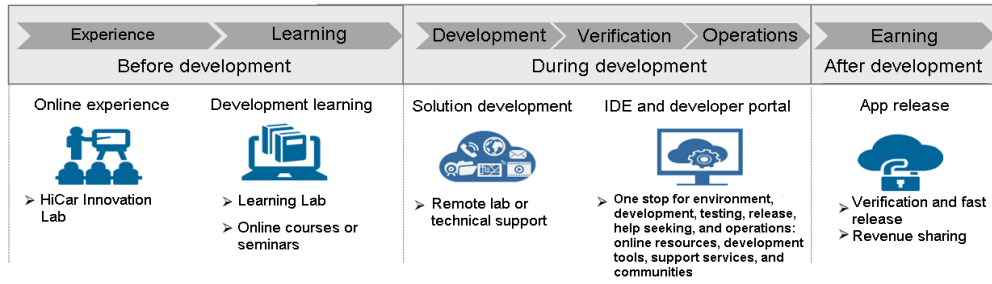 Experience
Learning
Development
Verification
Operations
Earning
Before development
During development
After development
Online experience
Development learning
Solution development
IDE and developer portal
App release
➢ HiCar Innovation
Lab
➢ Learning Lab
➢ Online courses or
seminars
➢ Remote lab or
technical support
➢ One stop for environment,
development, testing, release,
help seeking, and operations:
online resources, development
tools, support services, and
communities
➢ Verification and fast
release
➢ Revenue sharing